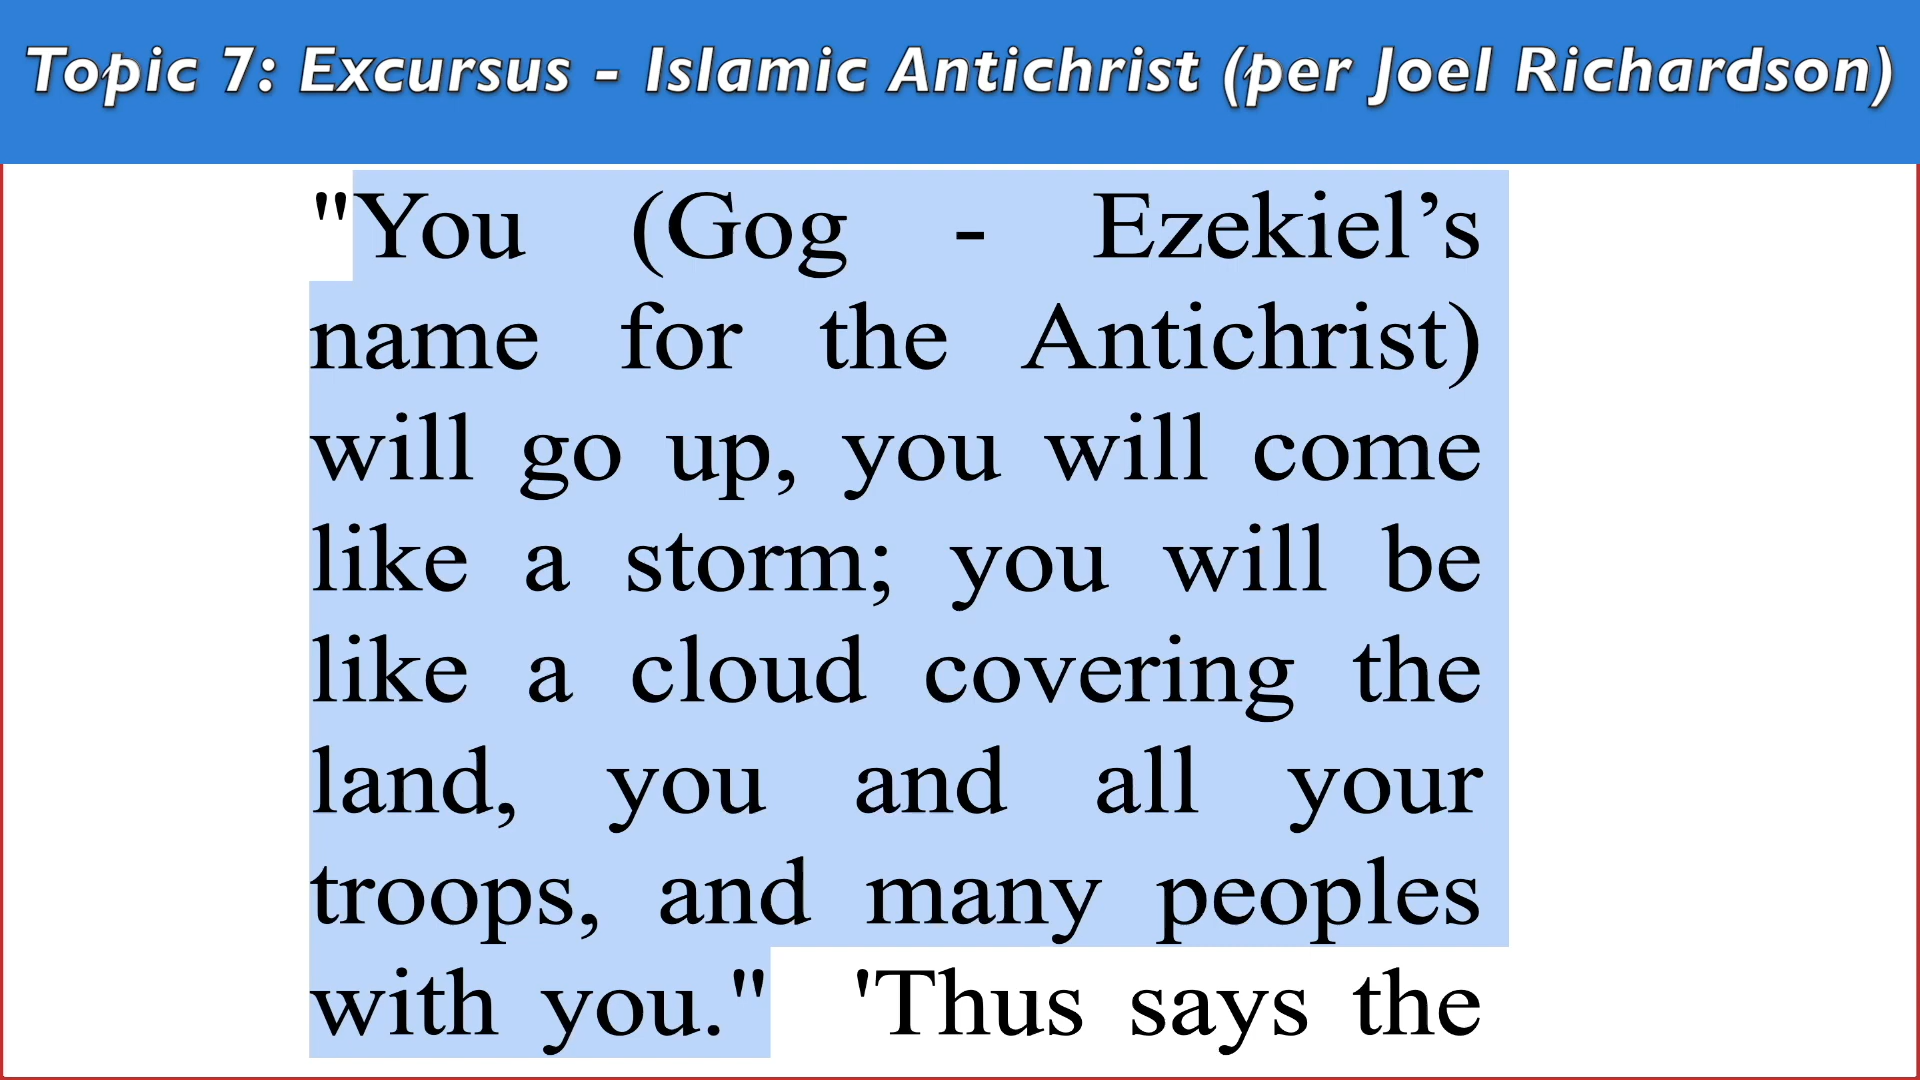 Topic 7: Excursus - Islamic Antichrist (per Joel Richardson)
"You (Gog - Ezekiel’s
name for the Antichrist)
will go up, you will come
like a storm; you will be
like a cloud covering the
land, you and all your
troops, and many peoples
with you." 'Thus says the